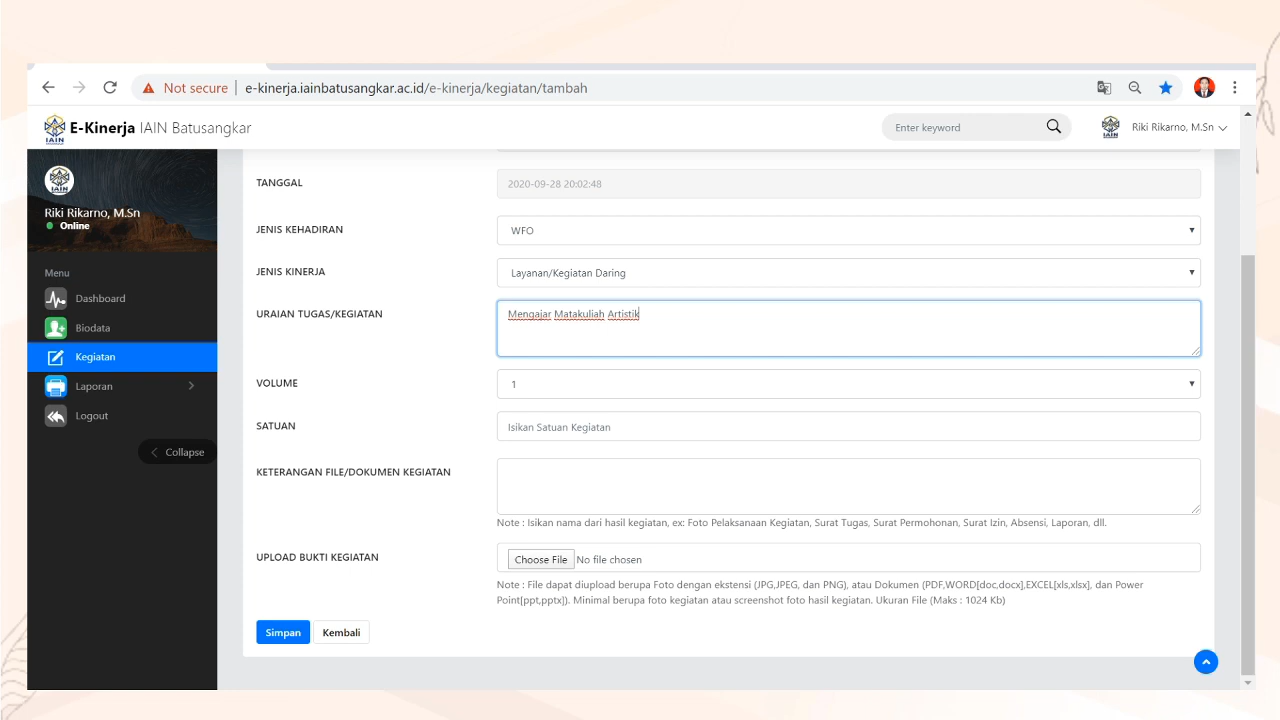 Not secure | e-kinerja.iainbatusangkar.ac.id/e-kinerja/kegiatan/tambah
E-Kinerja IAIN Batusangkar
Enter keyword
Riki Rikarno, M.Sn
IAIN
Riki Rikarno, M.Sn
Online
Menu
Dashboard
Biodata
Kegiatan
Laporan
Logout
Collapse
TANGGAL
2020-09-28 20:02:48
JENIS KEHADIRAN
WFO
JENIS KINERJA
Layanan/Kegiatan Daring
URAIAN TUGAS/KEGIATAN
Mengajar Matakuliah Artistik
VOLUME
1
SATUAN
Isikan Satuan Kegiatan
KETERANGAN FILE/DOKUMEN KEGIATAN
Note : Isikan nama dari hasil kegiatan, ex: Foto Pelaksanaan Kegiatan, Surat Tugas, Surat Permohonan, Surat Izin, Absensi, Laporan, dll.
UPLOAD BUKTI KEGIATAN
Choose File No file chosen
Note : File dapat diupload berupa Foto dengan ekstensi (JPG,JPEG, dan PNG), atau Dokumen (PDF,WORD[doc,docx],EXCEL[xls,xlsx], dan Power
Point[ppt,pptx]). Minimal berupa foto kegiatan atau screenshot foto hasil kegiatan. Ukuran File (Maks : 1024 Kb)
Simpan
Kembali